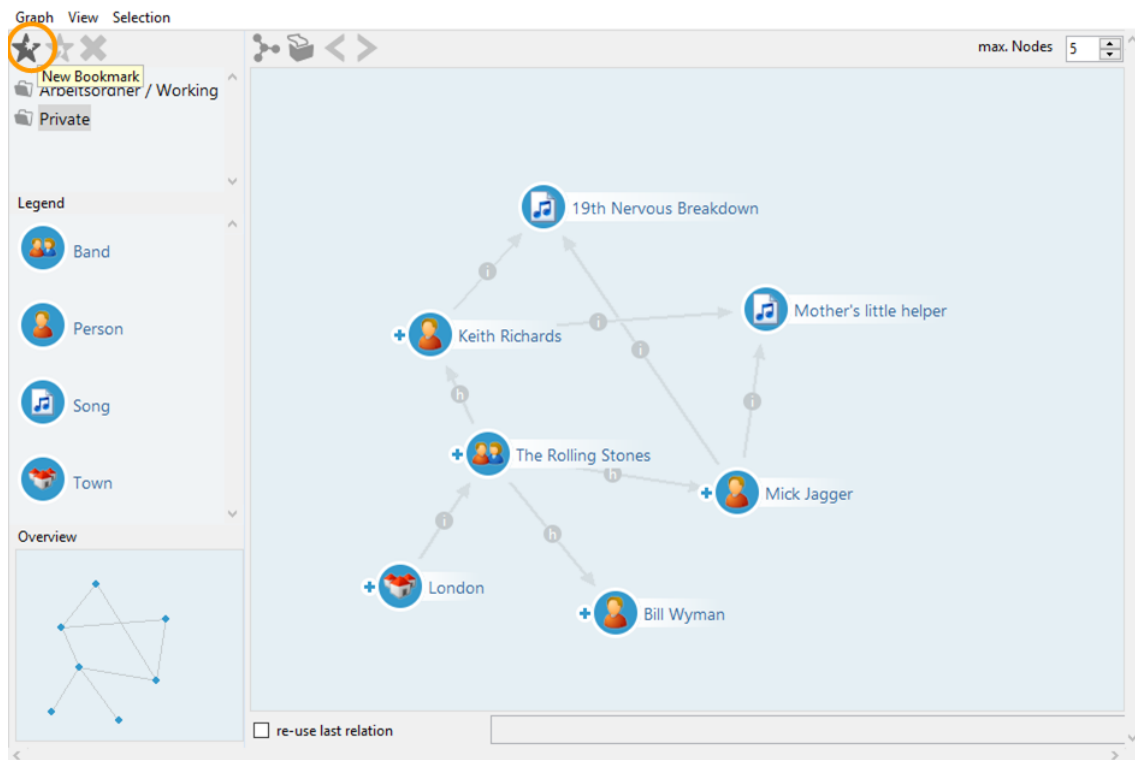 Graph View Selection
max. Nodes 5
New Bookmark
Arbeitsordner / Working
Private
Legend
Band
Person
Song
Town
Overview
19th Nervous Breakdown
i
Mother's little helper
Keith Richards
i
i
h
i
The Rolling Stones
h
Mick Jagger
i
h
London
Bill Wyman
re-use last relation